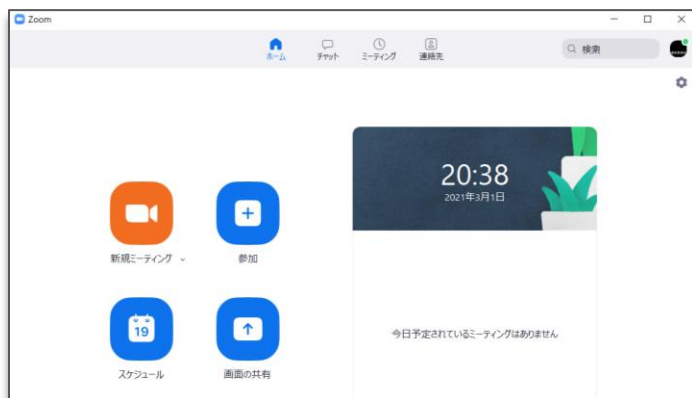 Zoom
ホーム
チャット
ミーティング
連絡先
検索
20:38
2021年3月1日
新規ミーティング
参加
19
スケジュール
画面の共有
今日予定されているミーティングはありません